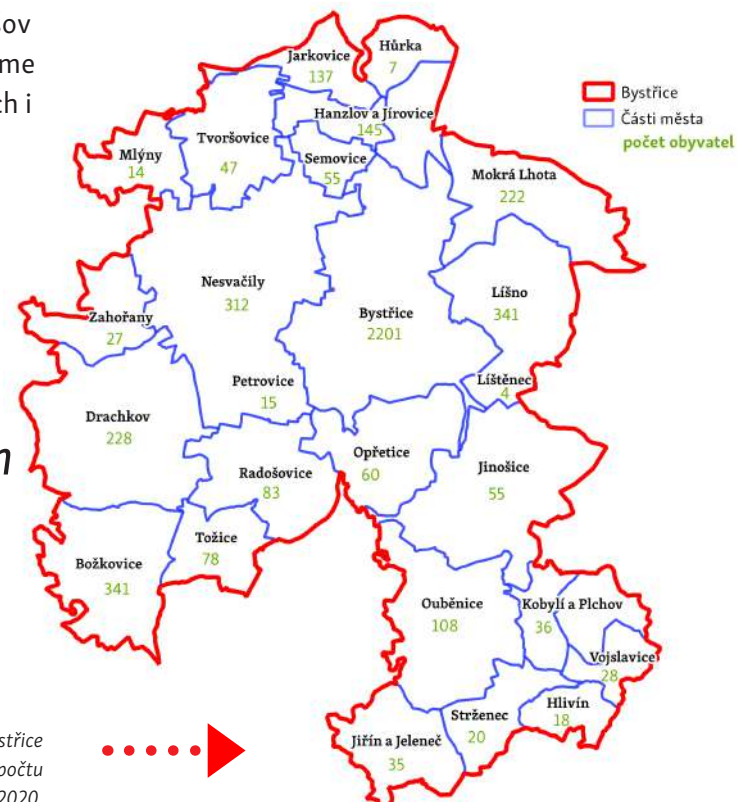 sov
me
h i
Hůrka
7
Jarkovice
137
Bystřice
Části města
počet obyvatel
Hanzlov a Jírovice
145
Tvoršovice
47
Mlýny
14
Semovice
55
Mokrá Lhota
222
Nesvačily
312
Líšno
341
Bystřice
2201
Zahořany
27
Petrovice
15
Líštěnec
4
Drachkov
228
n
Opřetice
60
Radošovice
83
Jinošice
55
Tožice
78
Božkovice
341
Ouběnice
108
Kobylí a Plchov
36
Vojslavice
28
Hlivín
18
Strženec
20
Jiřín a Jeleneč
35
střice
počtu
2020.